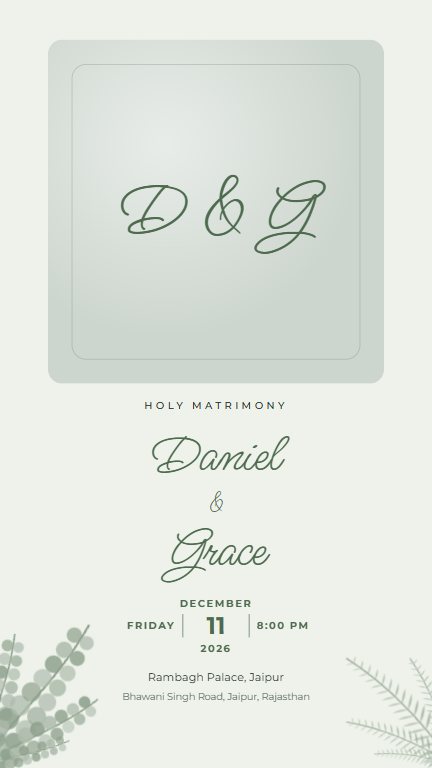 D & G
HOLY MATRIMONY
Daniel
&
Grace
DECEMBER
FRIDAY 11 8:00 PM
2026
Rambagh Palace, Jaipur
Bhawani Singh Road, Jaipur, Rajasthan